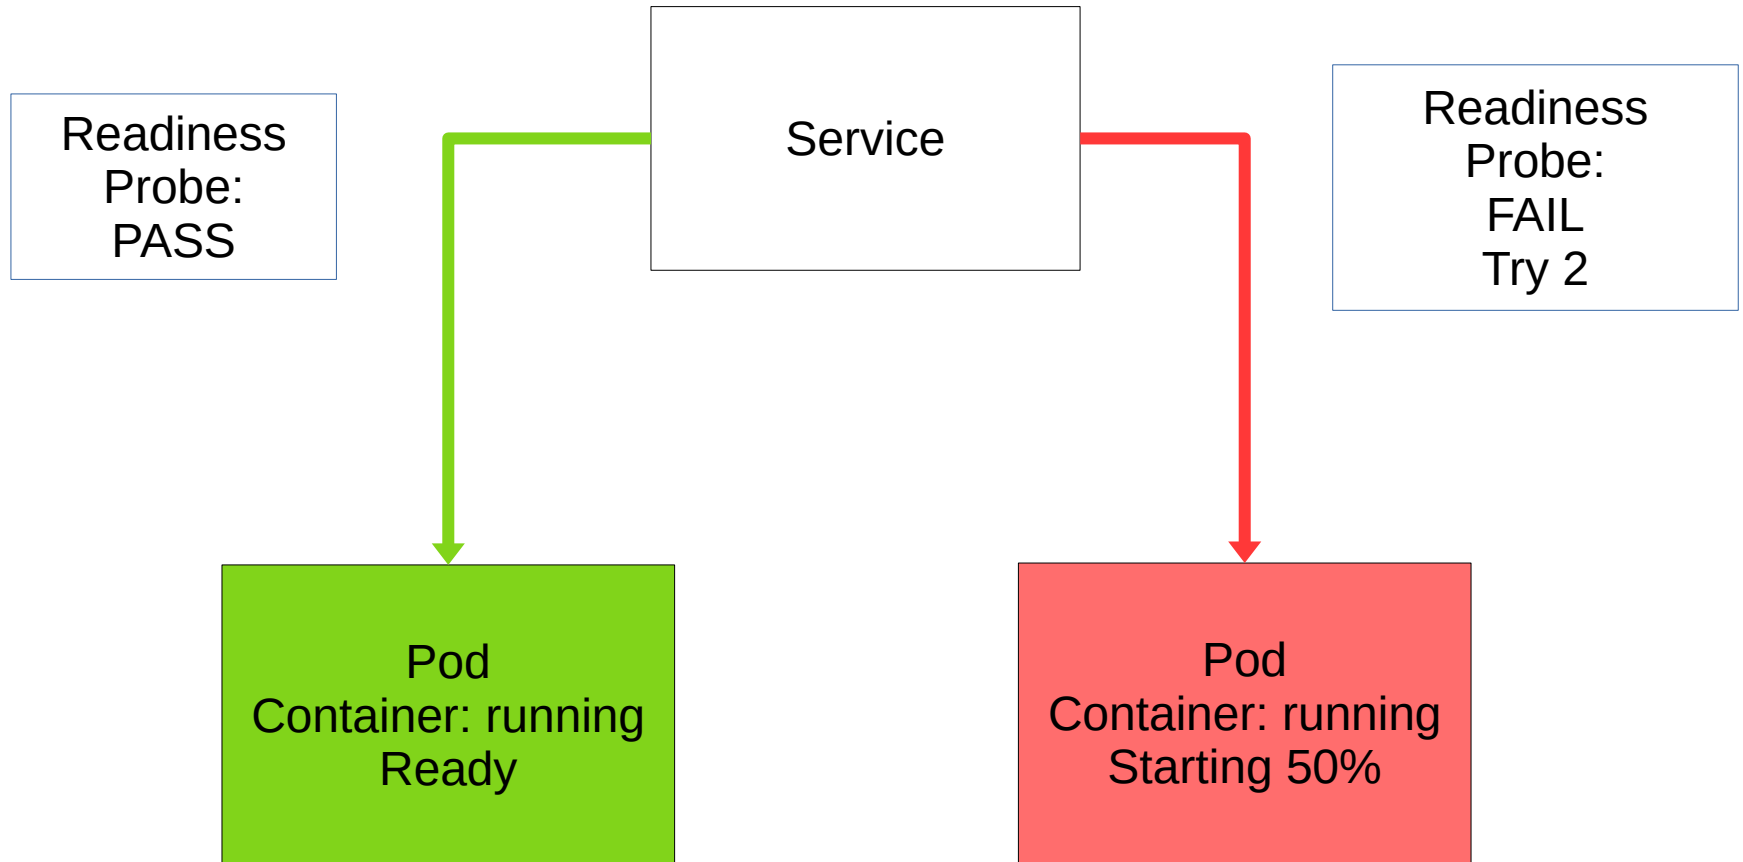 Readiness
Probe:
PASS
Service
Readiness
Probe:
FAIL
Try 2
Pod
Container: running
Ready
Pod
Container: running
Starting 50%